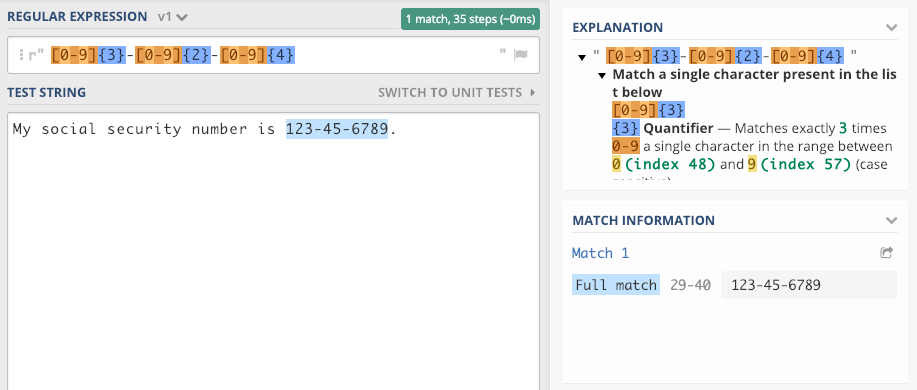 REGULAR EXPRESSION v1
1 match, 35 steps (~0ms)
r" [0-9]{3}-[0-9]{2}-[0-9]{4} "
TEST STRING
SWITCH TO UNIT TESTS
My social security number is 123-45-6789.
EXPLANATION
" [0-9]{3}-[0-9]{2}-[0-9]{4} "
Match a single character present in the lis
t below
[0-9]{3}
{3} Quantifier — Matches exactly 3 times
0-9 a single character in the range between
0 (index 48) and 9 (index 57) (case
MATCH INFORMATION
Match 1
Full match 29-40 123-45-6789